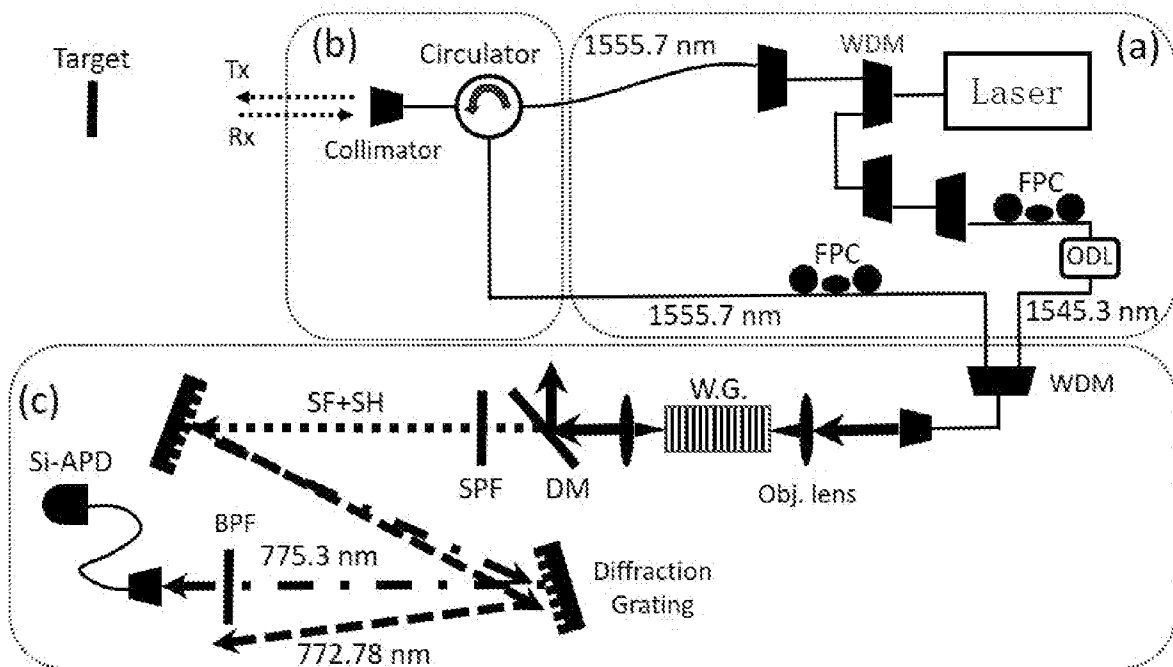 (b)
1555.7 nm
WDM
(a)
Target
Circulator
Tx
Laser
Rx
Collimator
FPC
FPC
ODL
1555.7 nm
1545.3 nm
WDM
(c)
SF+SH
W.G.
Si-APD
SPF
DM
Obj. lens
BPF
775.3 nm
Diffraction
Grating
772.78 nm